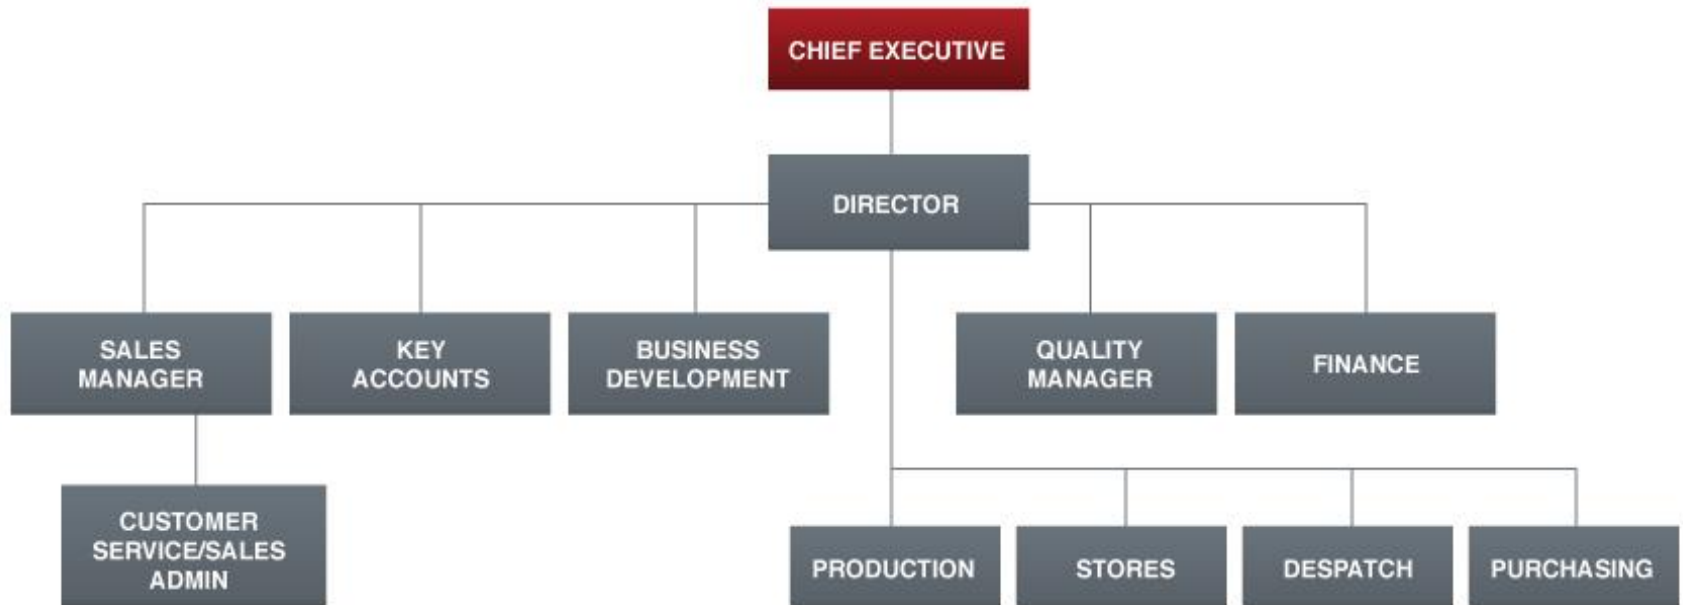 CHIEF EXECUTIVE
DIRECTOR
SALES
MANAGER
KEY
ACCOUNTS
BUSINESS
DEVELOPMENT
QUALITY
MANAGER
FINANCE
CUSTOMER
SERVICE/SALES
ADMIN
PRODUCTION
STORES
DESPATCH
PURCHASING